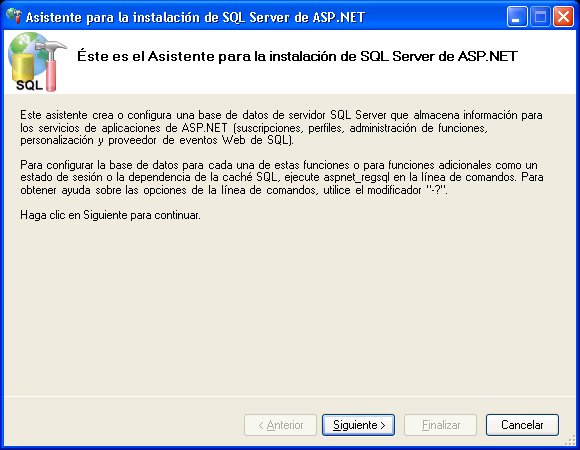 Asistente para la instalación de SQL Server de ASP.NET
SQL
Éste es el Asistente para la instalación de SQL Server de ASP.NET
Este asistente crea o configura una base de datos de servidor SQL Server que almacena información para
los servicios de aplicaciones de ASP.NET (suscripciones, perfiles, administración de funciones,
personalización y proveedor de eventos Web de SQL).
Para configurar la base de datos para cada una de estas funciones o para funciones adicionales como un
estado de sesión o la dependencia de la caché SQL, ejecute aspnet_regsql en la línea de comandos. Para
obtener ayuda sobre las opciones de la línea de comandos, utilice el modificador "-?".
Haga clic en Siguiente para continuar.
< Anterior
Siguiente >
Finalizar
Cancelar